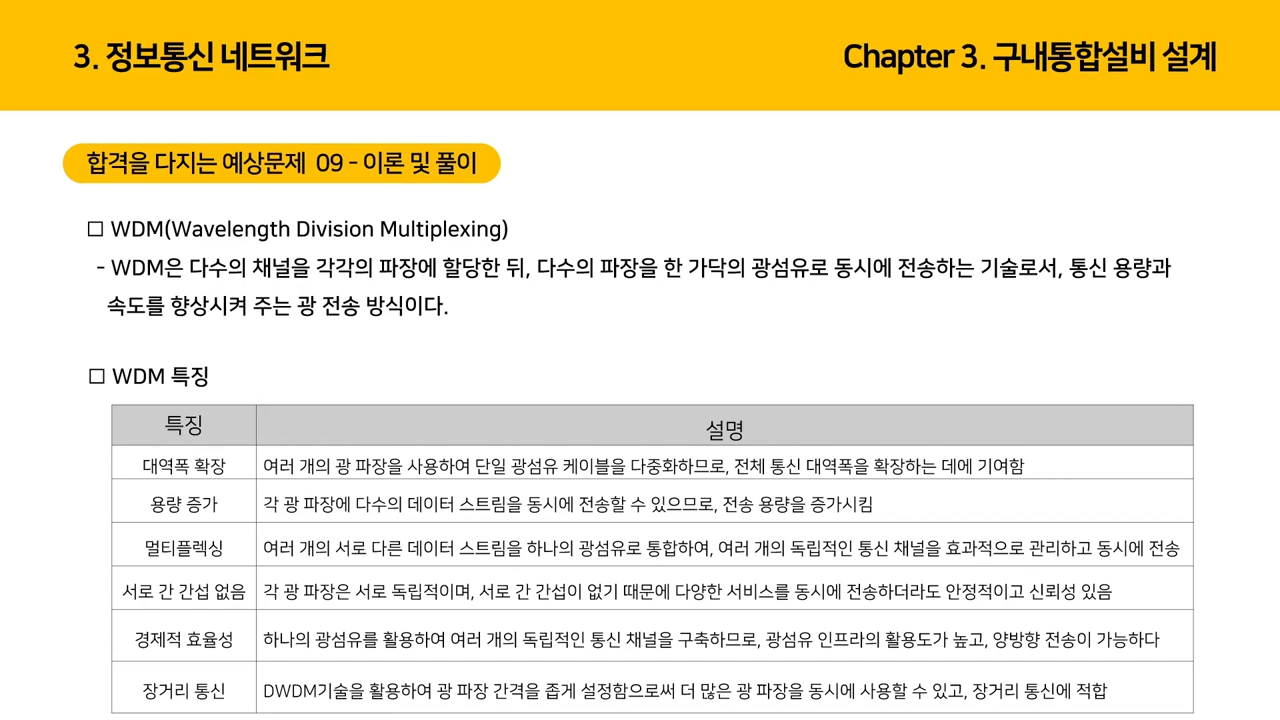 3. 정보통신 네트워크
Chapter 3. 구내통합설비 설계
합격을 다지는 예상문제 09 - 이론 및 풀이
□ WDM(Wavelength Division Multiplexing)
- WDM은 다수의 채널을 각각의 파장에 할당한 뒤, 다수의 파장을 한 가닥의 광섬유로 동시에 전송하는 기술로서, 통신 용량과
속도를 향상시켜 주는 광 전송 방식이다.
□ WDM 특징
특징 설명
대역폭 확장 여러 개의 광 파장을 사용하여 단일 광섬유 케이블을 다중화하므로, 전체 통신 대역폭을 확장하는 데에 기여함
용량 증가 각 광 파장에 다수의 데이터 스트림을 동시에 전송할 수 있으므로, 전송 용량을 증가시킴
멀티플렉싱 여러 개의 서로 다른 데이터 스트림을 하나의 광섬유로 통합하여, 여러 개의 독립적인 통신 채널을 효과적으로 관리하고 동시에 전송
서로 간 간섭 없음 각 광 파장은 서로 독립적이며, 서로 간 간섭이 없기 때문에 다양한 서비스를 동시에 전송하더라도 안정적이고 신뢰성 있음
경제적 효율성 하나의 광섬유를 활용하여 여러 개의 독립적인 통신 채널을 구축하므로, 광섬유 인프라의 활용도가 높고, 양방향 전송이 가능하다
장거리 통신 DWDM기술을 활용하여 광 파장 간격을 좁게 설정함으로써 더 많은 광 파장을 동시에 사용할 수 있고, 장거리 통신에 적합